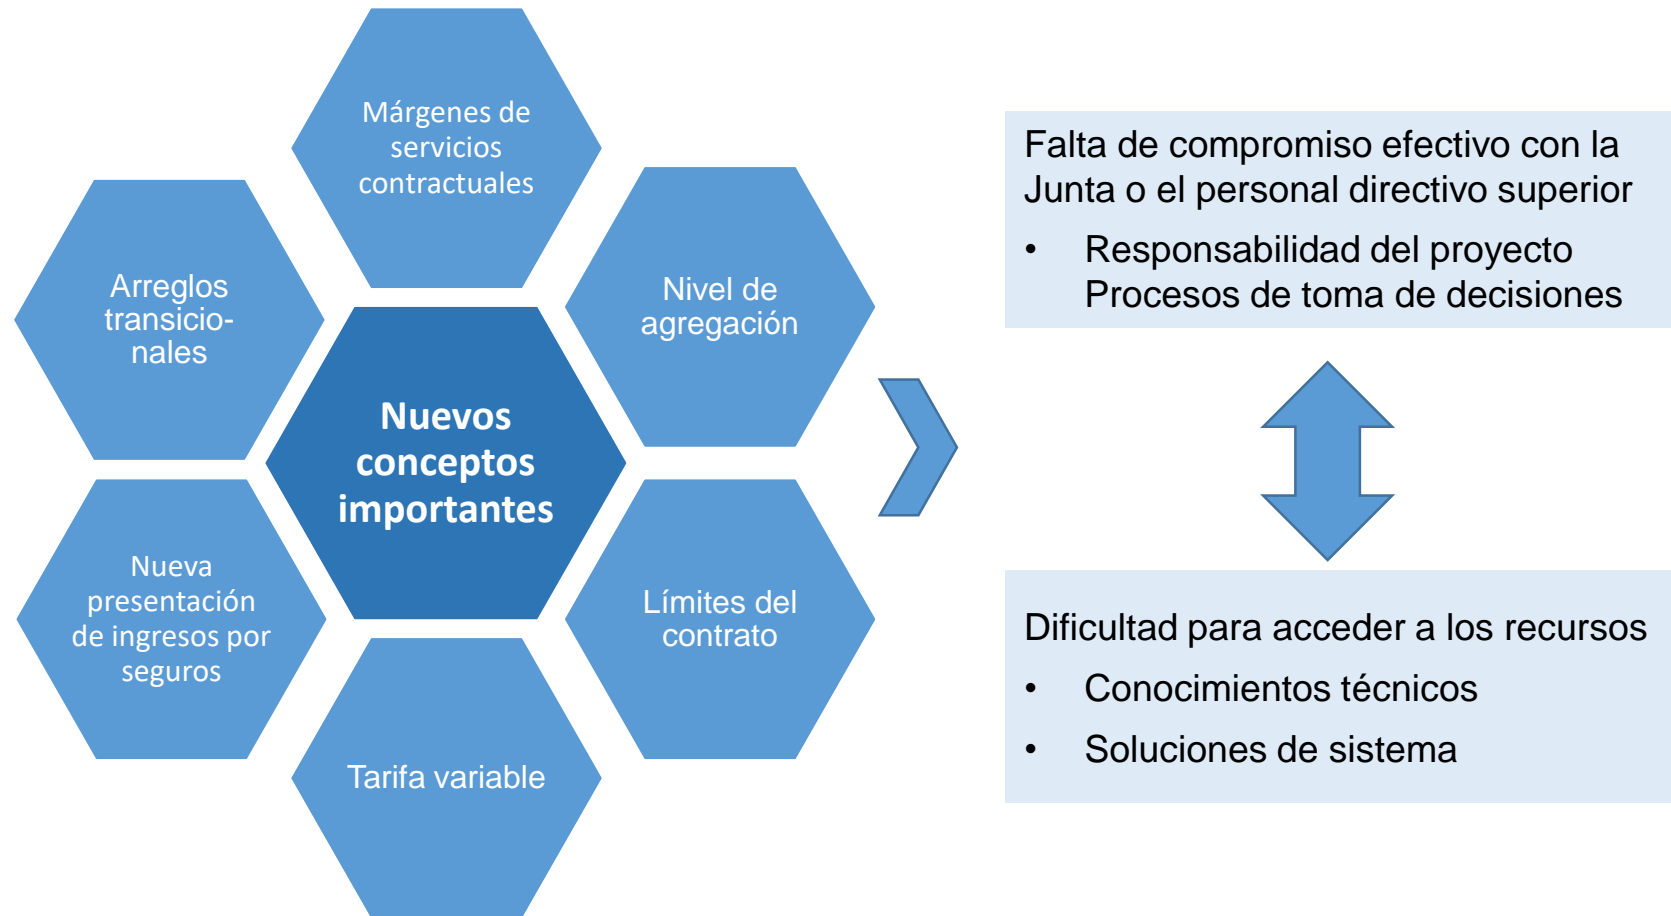 Márgenes de
servicios
contractuales
Arreglos
transicio-
nales
Nivel de
agregación
Nuevos
conceptos
importantes
Nueva
presentación
de ingresos por
seguros
Límites del
contrato
Tarifa variable
Falta de compromiso efectivo con la
Junta o el personal directivo superior
• Responsabilidad del proyecto
Procesos de toma de decisiones
Dificultad para acceder a los recursos
• Conocimientos técnicos
• Soluciones de sistema